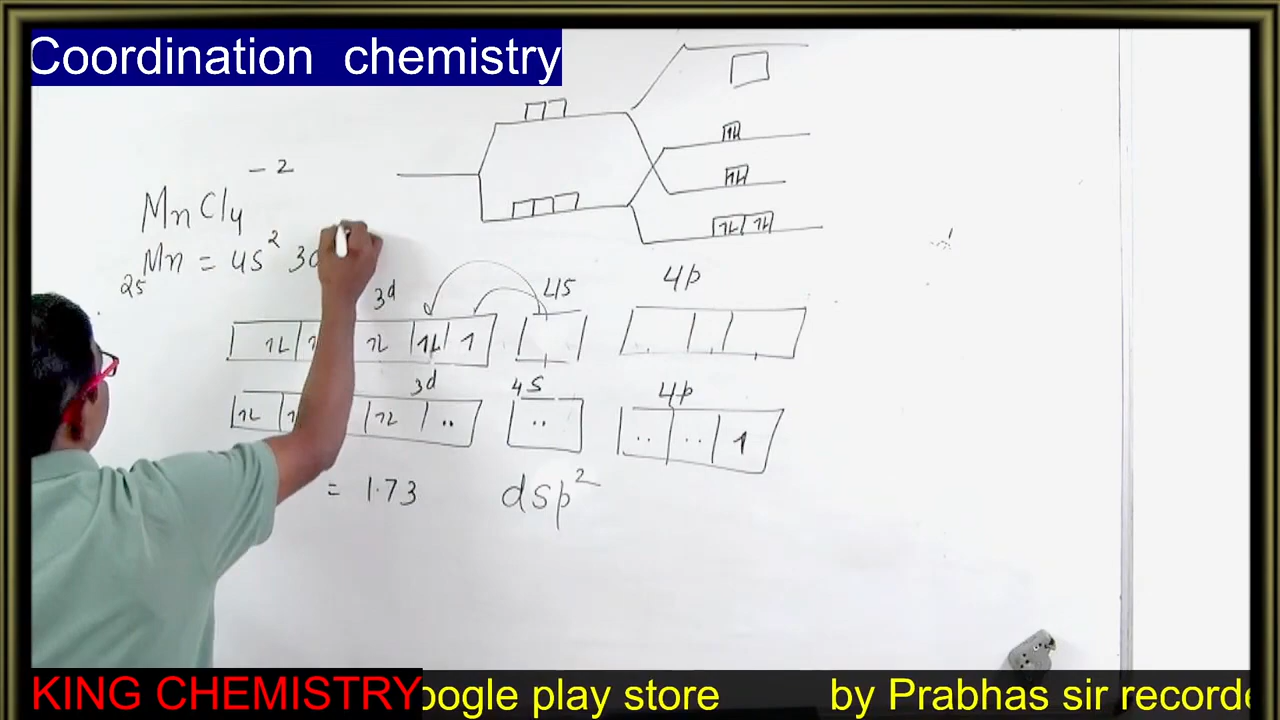 Coordination chemistry
MnCl4 -2
25Mn = 4s2 3d
3d 4s 4p
3d 4s 4p
= 1.73 dsp2
KING CHEMISTRY oogle play store by Prabhas sir recorde